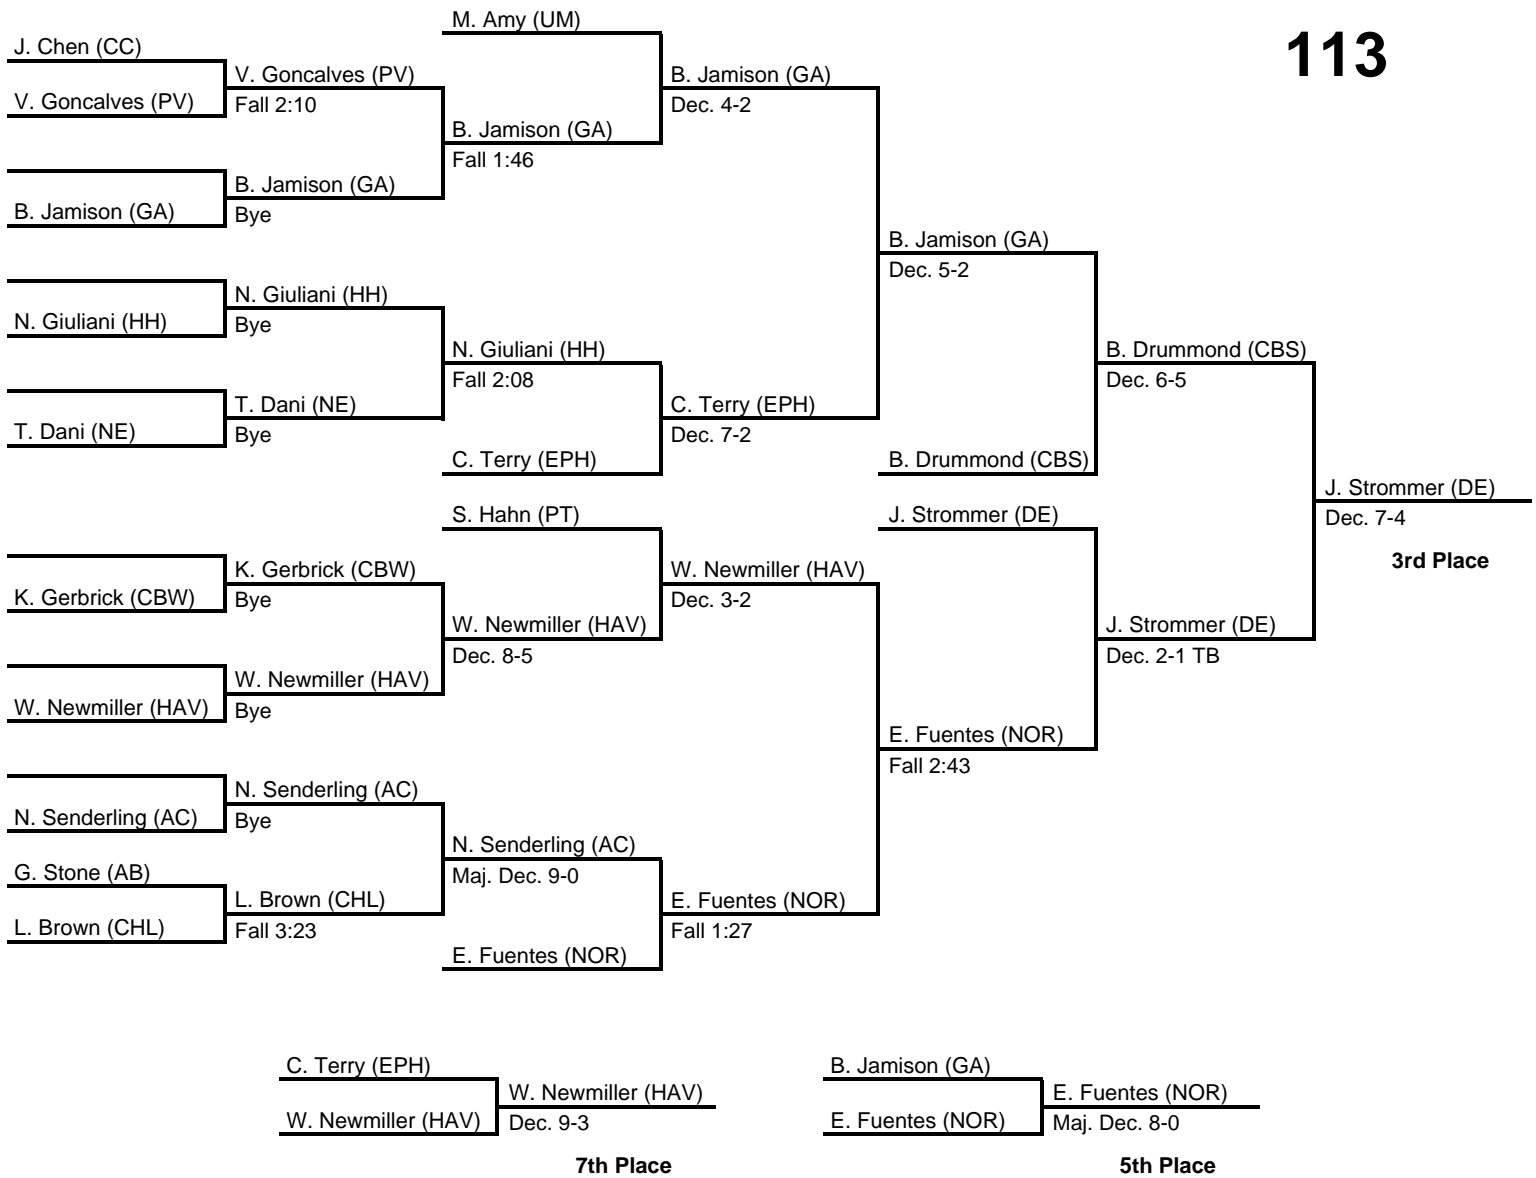 113
J. Chen (CC)
V. Goncalves (PV)
B. Jamison (GA)
N. Giuliani (HH)
T. Dani (NE)
K. Gerbrick (CBW)
W. Newmiller (HAV)
N. Senderling (AC)
G. Stone (AB)
L. Brown (CHL)
V. Goncalves (PV)
Fall 2:10
B. Jamison (GA)
Bye
N. Giuliani (HH)
Bye
T. Dani (NE)
Bye
K. Gerbrick (CBW)
Bye
W. Newmiller (HAV)
Bye
N. Senderling (AC)
Bye
L. Brown (CHL)
Fall 3:23
M. Amy (UM)
B. Jamison (GA)
Fall 1:46
N. Giuliani (HH)
Fall 2:08
C. Terry (EPH)
S. Hahn (PT)
W. Newmiller (HAV)
Dec. 8-5
N. Senderling (AC)
Maj. Dec. 9-0
E. Fuentes (NOR)
B. Jamison (GA)
Dec. 4-2
C. Terry (EPH)
Dec. 7-2
W. Newmiller (HAV)
Dec. 3-2
E. Fuentes (NOR)
Fall 1:27
B. Jamison (GA)
Dec. 5-2
B. Drummond (CBS)
J. Strommer (DE)
E. Fuentes (NOR)
Fall 2:43
B. Drummond (CBS)
Dec. 6-5
J. Strommer (DE)
Dec. 2-1 TB
J. Strommer (DE)
Dec. 7-4
3rd Place
C. Terry (EPH)
W. Newmiller (HAV)
W. Newmiller (HAV)
Dec. 9-3
7th Place
B. Jamison (GA)
E. Fuentes (NOR)
E. Fuentes (NOR)
Maj. Dec. 8-0
5th Place